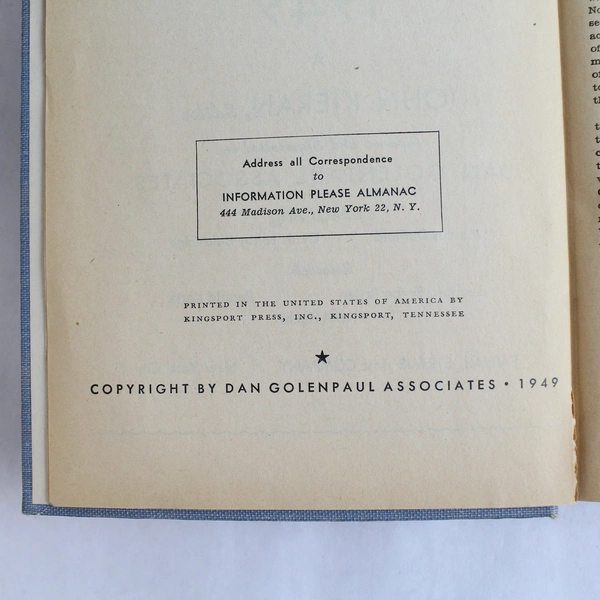 Address all Correspondence
to
INFORMATION PLEASE ALMANAC
444 Madison Ave., New York 22, N. Y.
PRINTED IN THE UNITED STATES OF AMERICA BY
KINGSPORT PRESS, INC., KINGSPORT, TENNESSEE
★
COPYRIGHT BY DAN GOLENPAUL ASSOCIATES • 1949